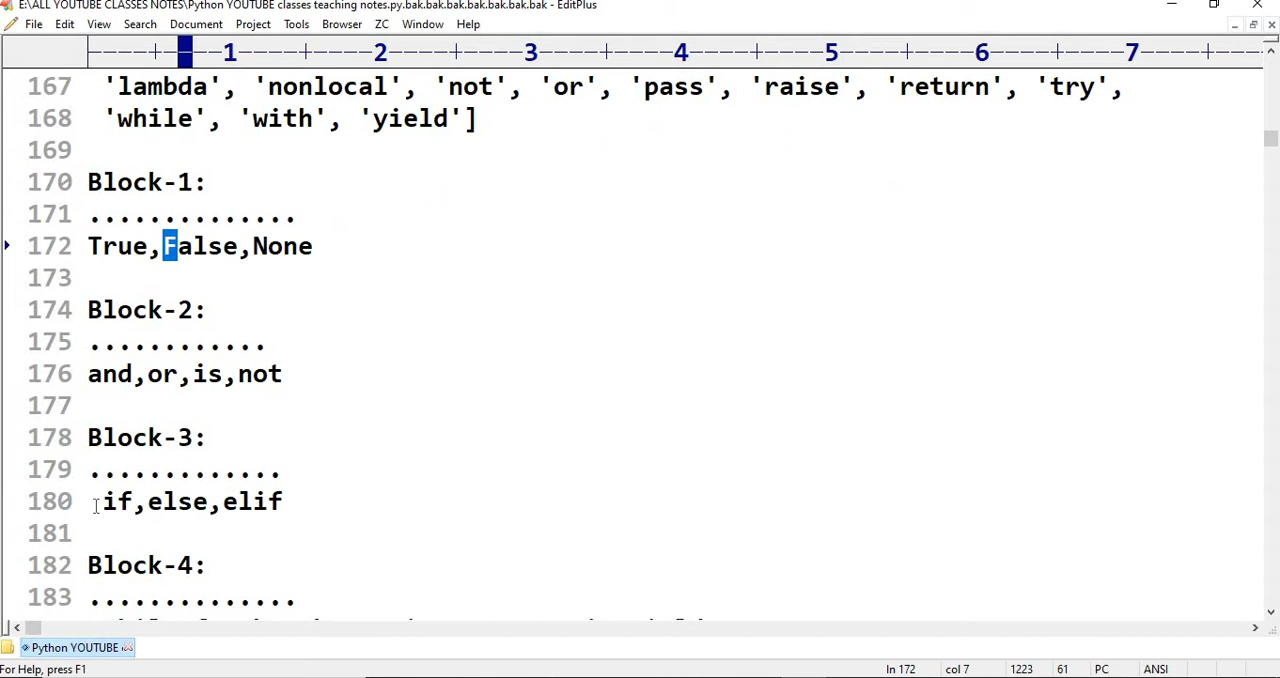 E:\ALL YOUTUBE CLASSES NOTES\Python YOUTUBE classes teaching notes.py.bak.bak.bak.bak.bak.bak.bak - EditPlus
File Edit View Search Document Project Tools Browser ZC Window Help
1 2 3 4 5 6 7
167 'lambda', 'nonlocal', 'not', 'or', 'pass', 'raise', 'return', 'try',
168 'while', 'with', 'yield']
169
170 Block-1:
171 ..............
172 True,False,None
173
174 Block-2:
175 ............
176 and,or,is,not
177
178 Block-3:
179 .............
180 if,else,elif
181
182 Block-4:
183 ..............
Python YOUTUBE
For Help, press F1 ln 172 col 7 1223 61 PC ANSI